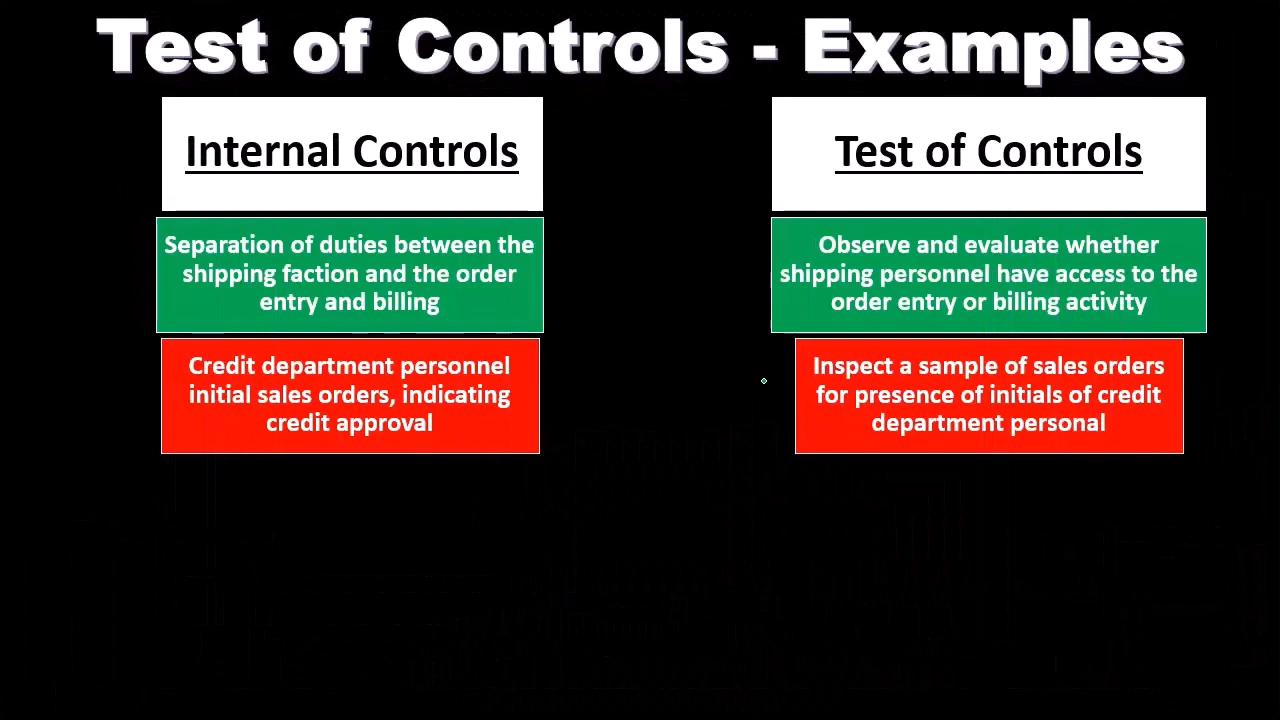 Test of Controls - Examples
Internal Controls
Test of Controls
Separation of duties between the
shipping faction and the order
entry and billing
Observe and evaluate whether
shipping personnel have access to the
order entry or billing activity
Credit department personnel
initial sales orders, indicating
credit approval
Inspect a sample of sales orders
for presence of initials of credit
department personal